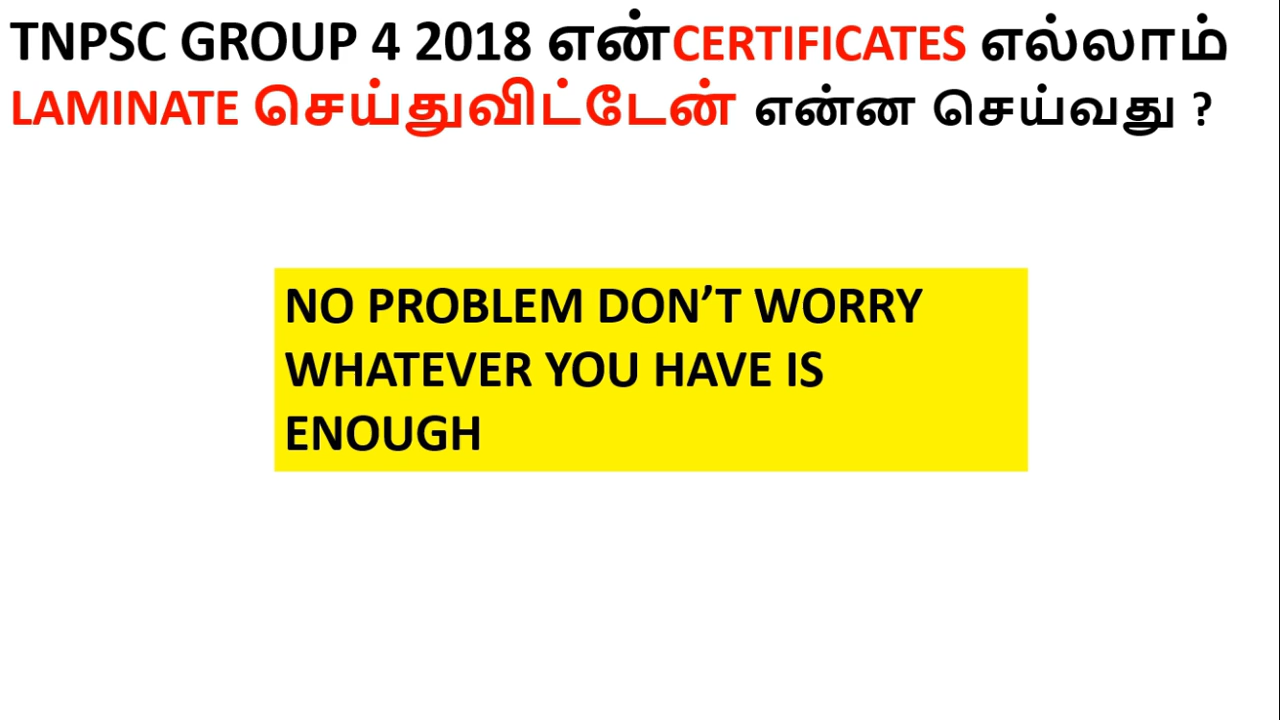 TNPSC GROUP 4 2018 என்CERTIFICATES எல்லாம்
LAMINATE செய்துவிட்டேன் என்ன செய்வது ?
NO PROBLEM DON’T WORRY
WHATEVER YOU HAVE IS
ENOUGH